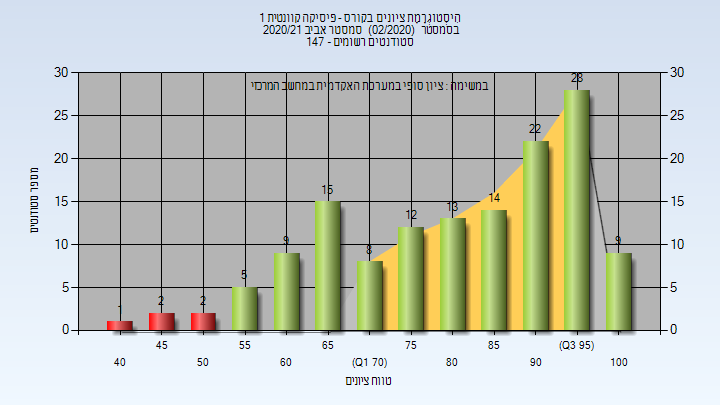 היסטוגרמת ציונים בקורס - פיסיקה קוונטית 1
בסמסטר (02/2020) סמסטר אביב 2020/21
סטודנטים רשומים - 147
במשימה : ציון סופי במערכת האקדמית במחשב המרכזי
מספר סטודנטים
30 25 20 15 10 5 0
30 25 20 15 10 5 0
1 2 2 5 9 15 8 12 13 14 22 28 9
45 55 65 75 85 (Q3 95)
40 50 60 (Q1 70) 80 90 100
טווח ציונים